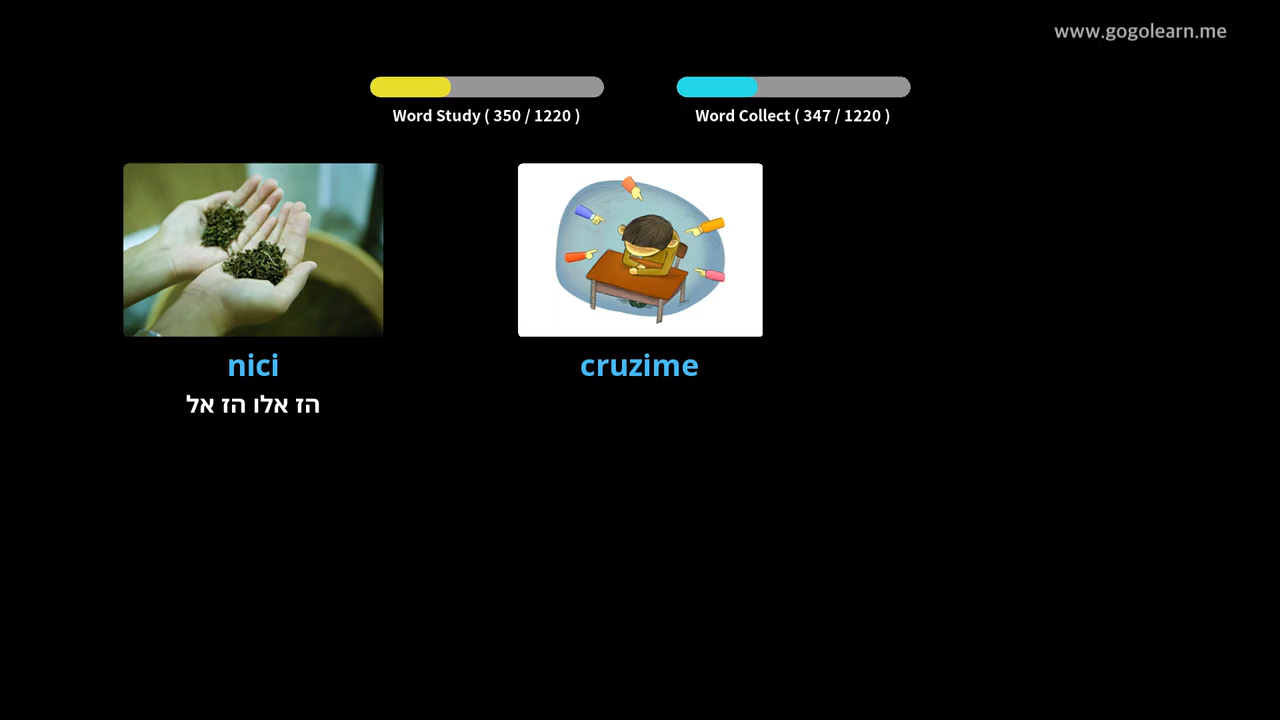 www.gogolearn.me
Word Study ( 350 / 1220 )
Word Collect ( 347 / 1220 )
nici
הז אלו הז אל
cruzime